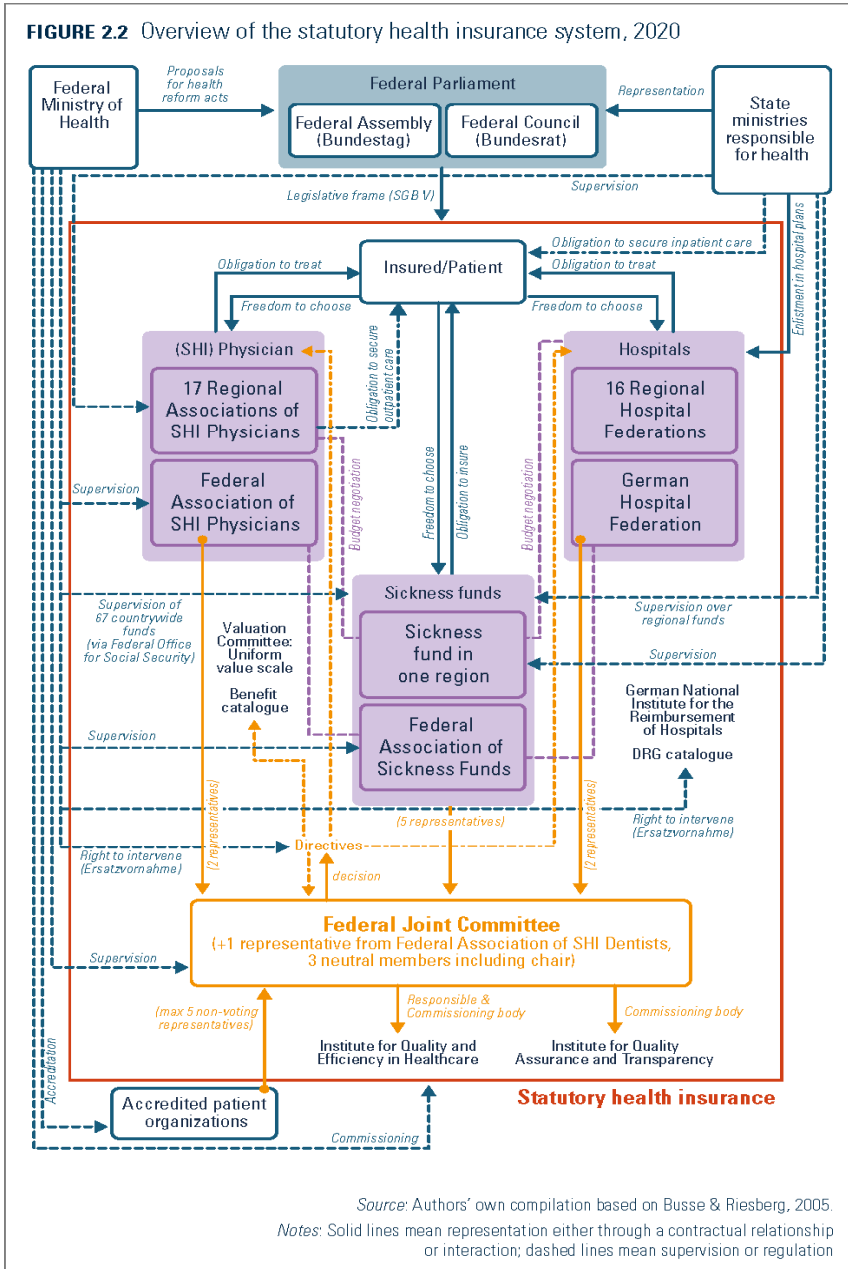 FIGURE 2.2 Overview of the statutory health insurance system, 2020
Federal
Ministry of
Health
Proposals
for health
reform acts
Federal Parliament
Federal Assembly
(Bundestag)
Federal Council
(Bundesrat)
Representation
State
ministries
responsible
for health
Legislative frame (SGB V)
Supervision
Obligation to secure inpatient care
Enlistment in hospital plans
Obligation to treat
Insured/Patient
Obligation to treat
Freedom to choose
Freedom to choose
(SHI) Physician
17 Regional
Associations of
SHI Physicians
Federal
Association of
SHI Physicians
Obligation to secure
outpatient care
Hospitals
16 Regional
Hospital
Federations
German
Hospital
Federation
Supervision
Budget negotiation
Freedom to choose
Obligation to insure
Budget negotiation
Supervision of
67 countrywide
funds
(via Federal Office
for Social Security)
Valuation
Committee:
Uniform
value scale
Benefit
catalogue
Sickness funds
Sickness
fund in
one region
Federal
Association of
Sickness Funds
Supervision over
regional funds
Supervision
German National
Institute for the
Reimbursement
of Hospitals
DRG catalogue
Supervision
(2 representatives)
(5 representatives)
(2 representatives)
Right to intervene
(Ersatzvornahme)
Right to intervene
(Ersatzvornahme)
Directives
decision
Federal Joint Committee
(+1 representative from Federal Association of SHI Dentists,
3 neutral members including chair)
Supervision
(max 5 non-voting
representatives)
Responsible &
Commissioning body
Commissioning body
Institute for Quality and
Efficiency in Healthcare
Institute for Quality
Assurance and Transparency
Accreditation
Statutory health insurance
Accredited patient
organizations
Commissioning
Source: Authors' own compilation based on Busse & Riesberg, 2005.
Notes: Solid lines mean representation either through a contractual relationship
or interaction; dashed lines mean supervision or regulation